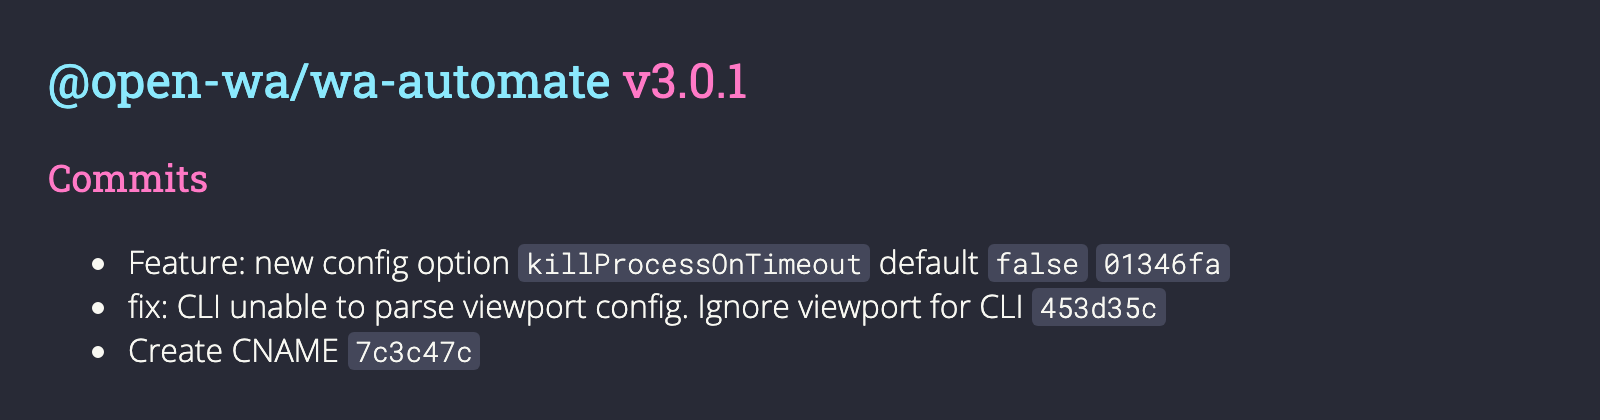 @open-wa/wa-automate v3.0.1
Commits
Feature: new config option killProcessOnTimeout default false 01346fa
fix: CLI unable to parse viewport config. Ignore viewport for CLI 453d35c
Create CNAME 7c3c47c